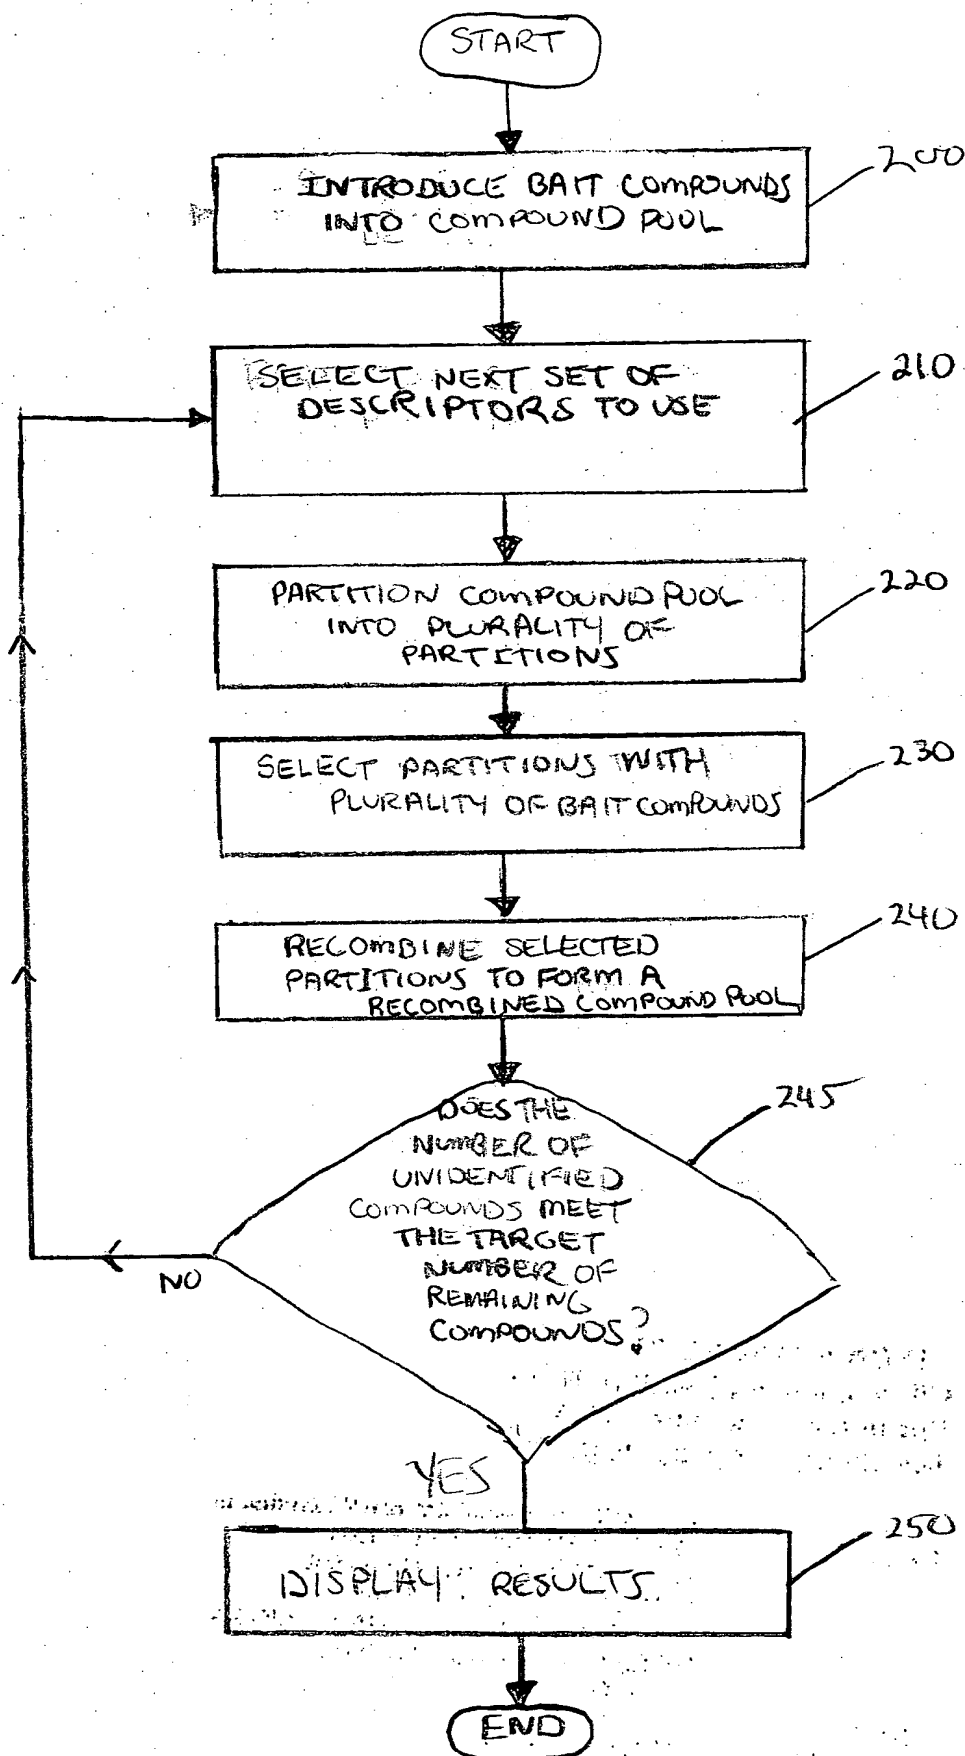 START
200
INTRODUCE BAIT COMPOUNDS
INTO COMPOUND POOL
210
SELECT NEXT SET OF
DESCRIPTORS TO USE
220
PARTITION COMPOUND POOL
INTO PLURALITY OF
PARTITIONS
230
SELECT PARTITIONS WITH
PLURALITY OF BAIT COMPOUNDS
240
RECOMBINE SELECTED
PARTITIONS TO FORM A
RECOMBINED COMPOUND POOL
245
DOES THE
NUMBER OF
UNIDENTIFIED
COMPOUNDS MEET
THE TARGET
NUMBER OF
REMAINING
COMPOUNDS?
NO
YES
250
DISPLAY RESULTS
END